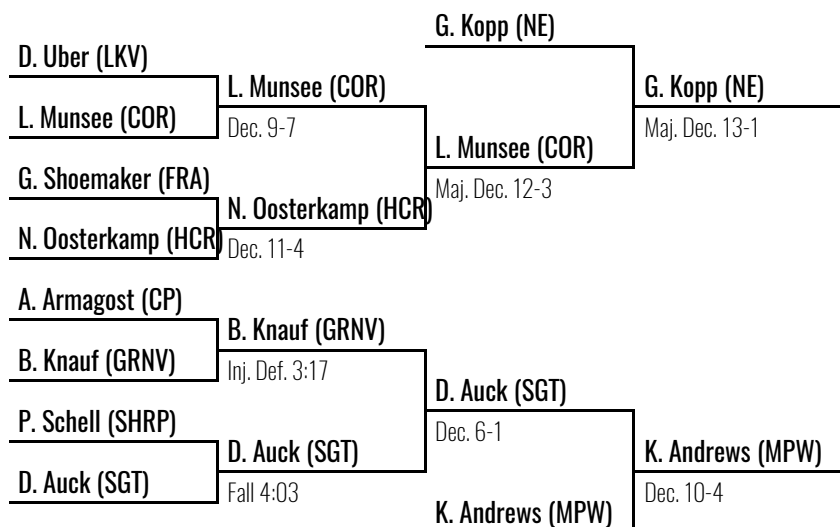 G. Kopp (NE)
D. Uber (LKV)
L. Munsee (COR)
G. Kopp (NE)
L. Munsee (COR)
Dec. 9-7
Maj. Dec. 13-1
L. Munsee (COR)
G. Shoemaker (FRA)
Maj. Dec. 12-3
N. Oosterkamp (HCR)
N. Oosterkamp (HCR)
Dec. 11-4
A. Armagost (CP)
B. Knauf (GRNV)
B. Knauf (GRNV)
Inj. Def. 3:17
D. Auck (SGT)
P. Schell (SHRP)
Dec. 6-1
D. Auck (SGT)
K. Andrews (MPW)
D. Auck (SGT)
Fall 4:03
Dec. 10-4
K. Andrews (MPW)